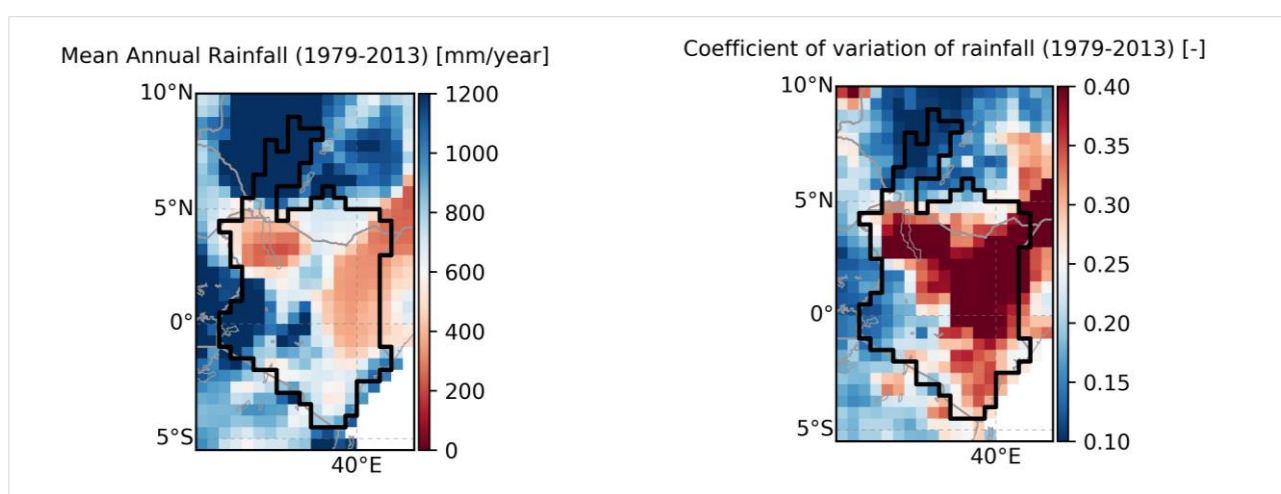 Mean Annual Rainfall (1979-2013) [mm/year]
10°N
5°N
0°
5°S
40°E
1200
1000
800
600
400
200
0
Coefficient of variation of rainfall (1979-2013) [-]
10°N
5°N
0°
5°S
40°E
0.40
0.35
0.30
0.25
0.20
0.15
0.10